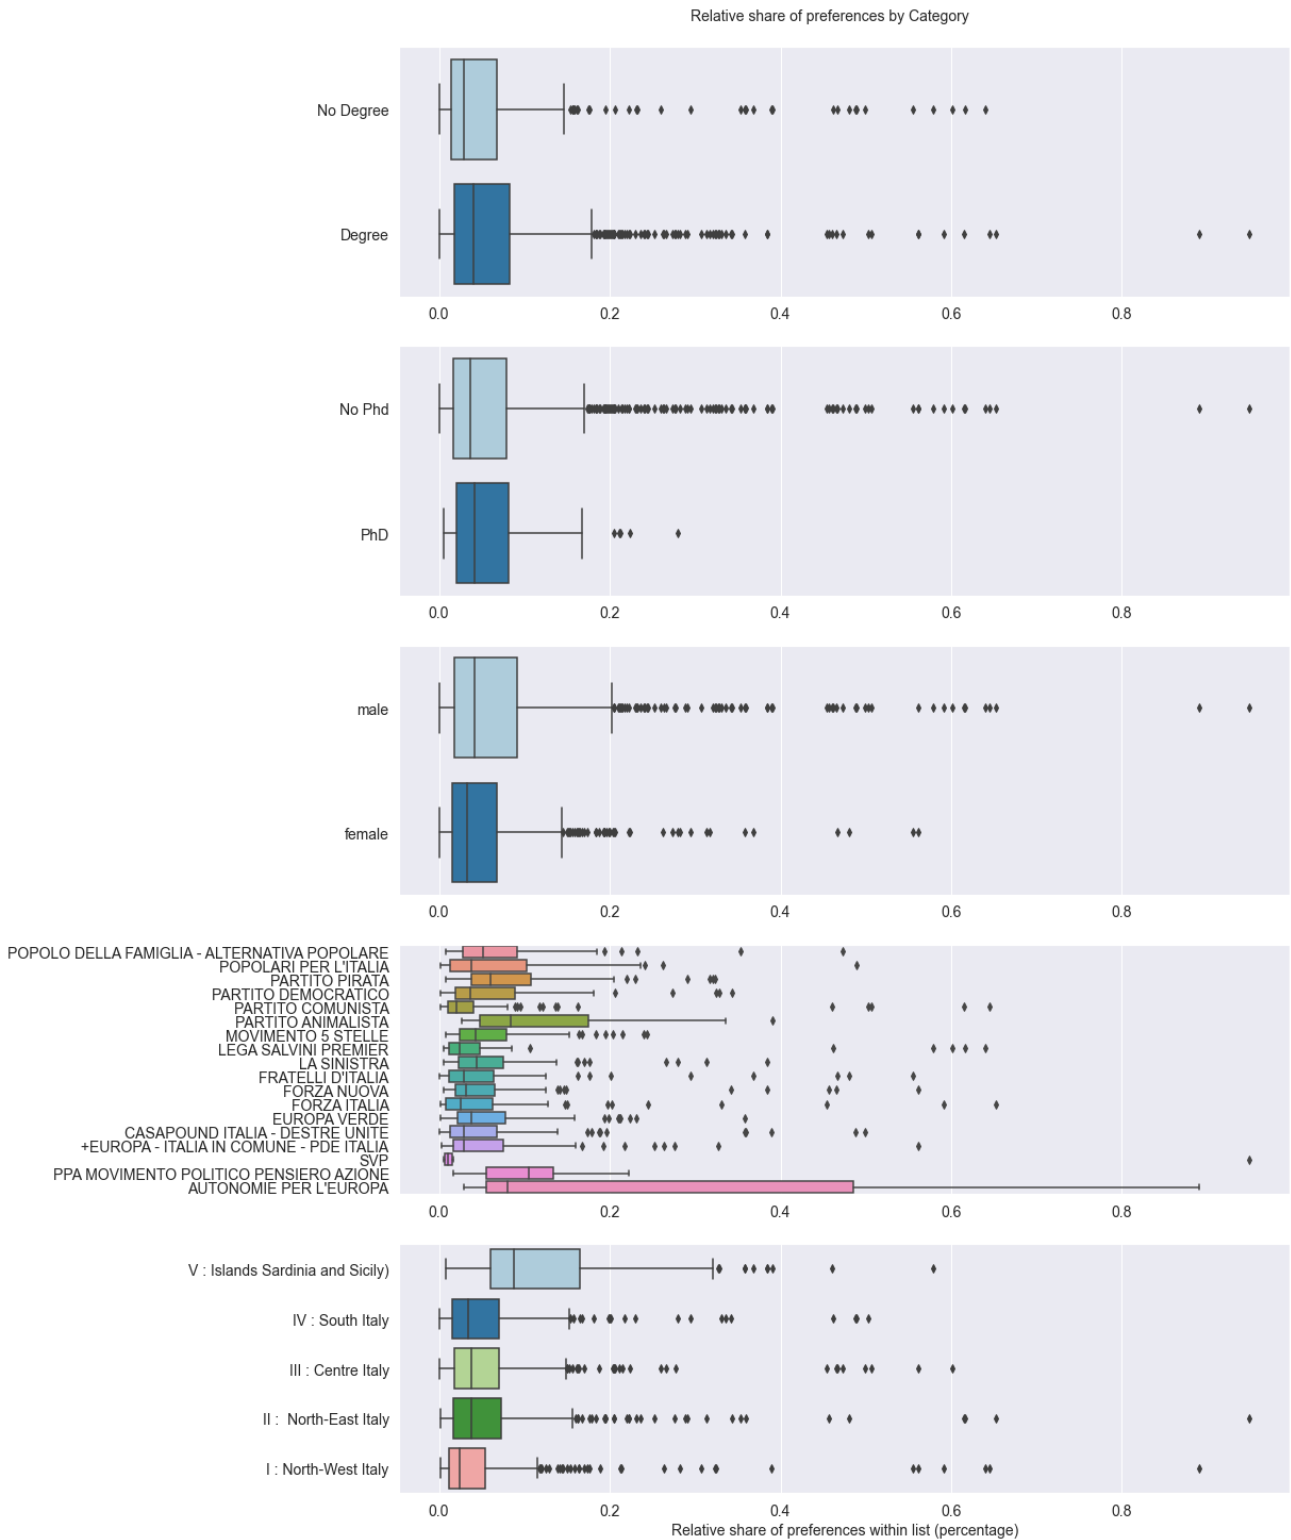 Relative share of preferences by Category
No Degree
Degree
0.0 0.2 0.4 0.6 0.8
No Phd
PhD
0.0 0.2 0.4 0.6 0.8
male
female
0.0 0.2 0.4 0.6 0.8
POPOLO DELLA FAMIGLIA - ALTERNATIVA POPOLARE
POPOLARI PER L'ITALIA
PARTITO PIRATA
PARTITO DEMOCRATICO
PARTITO COMUNISTA
PARTITO ANIMALISTA
MOVIMENTO 5 STELLE
LEGA SALVINI PREMIER
LA SINISTRA
FRATELLI D'ITALIA
FORZA NUOVA
FORZA ITALIA
EUROPA VERDE
CASAPOUND ITALIA - DESTRE UNITE
+EUROPA - ITALIA IN COMUNE - PDE ITALIA
SVP
PPA MOVIMENTO POLITICO PENSIERO AZIONE
AUTONOMIE PER L'EUROPA
0.0 0.2 0.4 0.6 0.8
V : Islands Sardinia and Sicily)
IV : South Italy
III : Centre Italy
II :  North-East Italy
I : North-West Italy
0.0 0.2 0.4 0.6 0.8
Relative share of preferences within list (percentage)